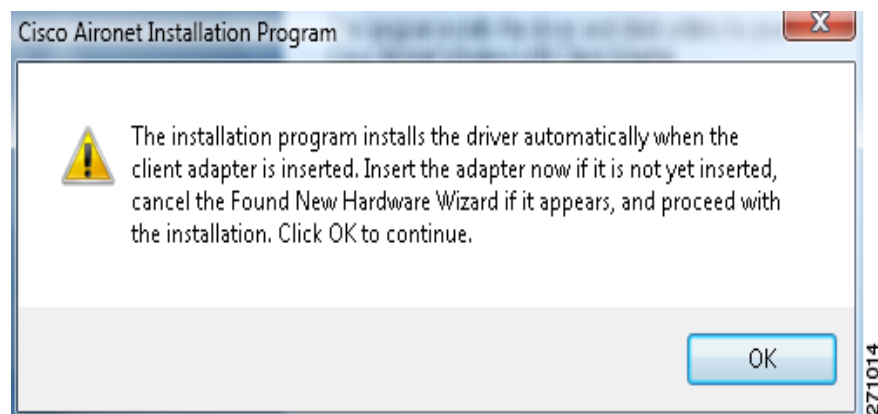 Cisco Aironet Installation Program
The installation program installs the driver automatically when the
client adapter is inserted. Insert the adapter now if it is not yet inserted,
cancel the Found New Hardware Wizard if it appears, and proceed with
the installation. Click OK to continue.
OK
271014